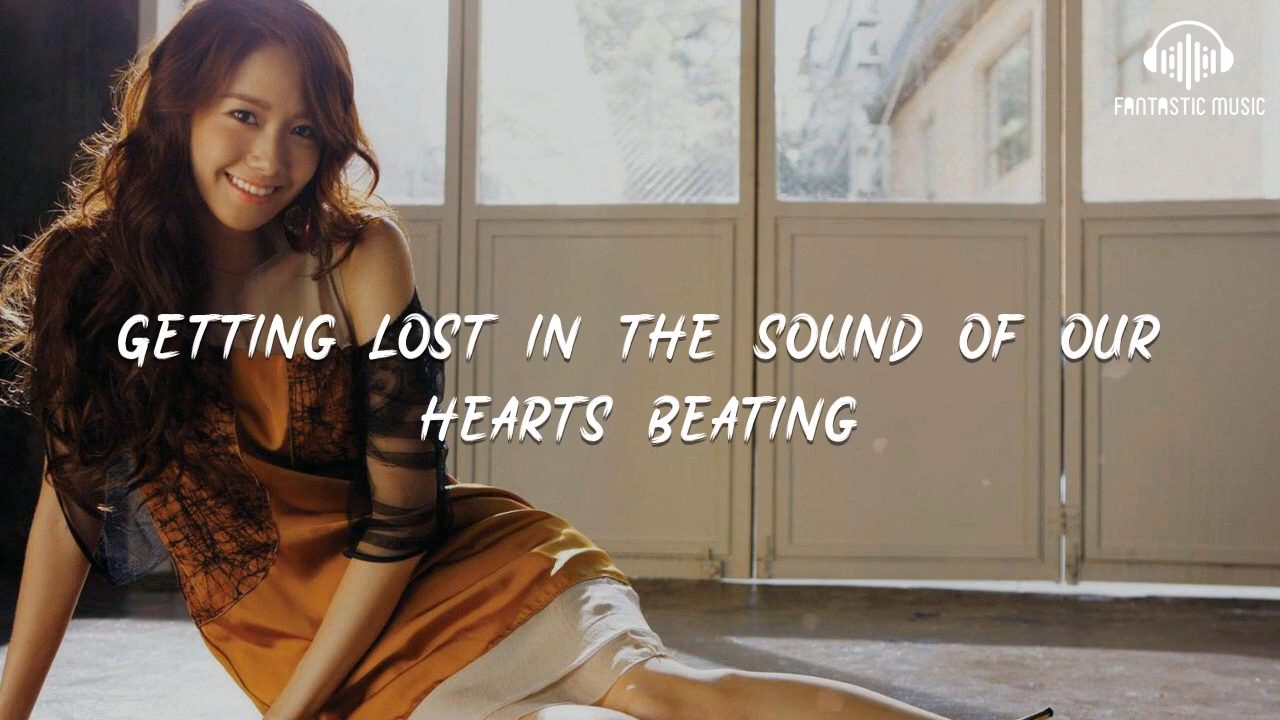 FANTASTIC MUSIC
GETTING LOST IN THE SOUND OF OUR
HEARTS BEATING